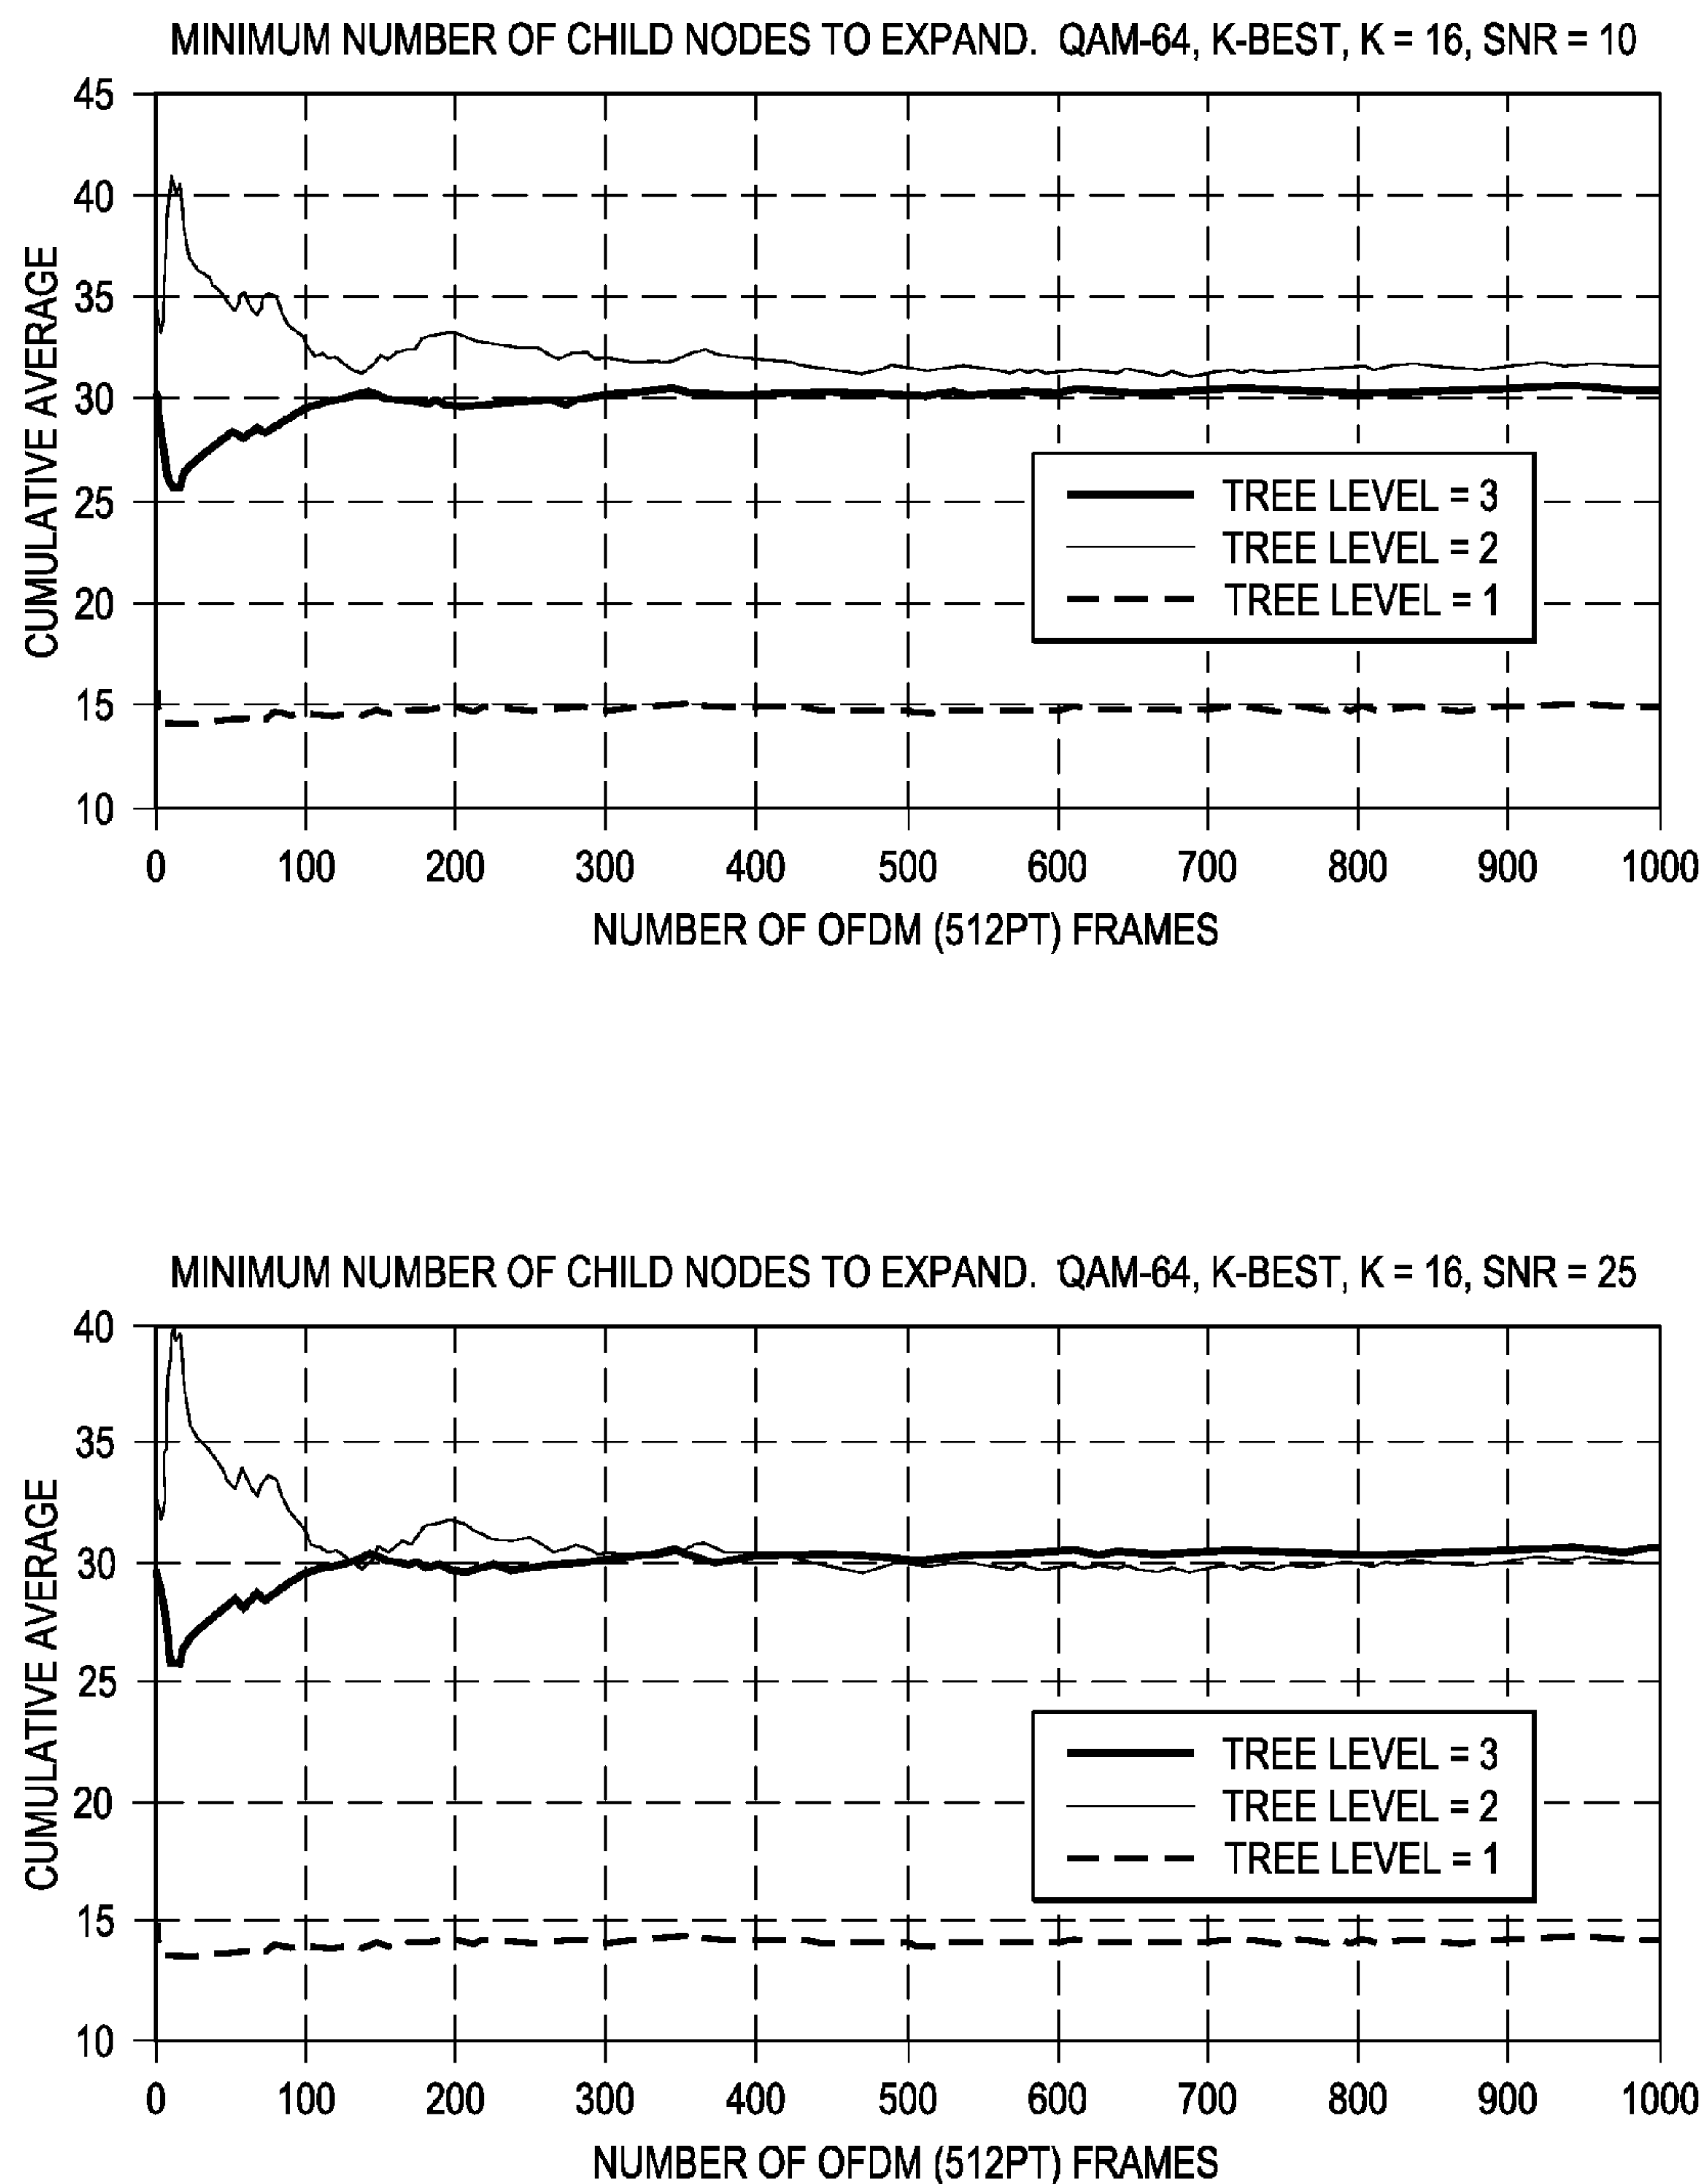 MINIMUM NUMBER OF CHILD NODES TO EXPAND. QAM-64, K-BEST, K = 16, SNR = 10
45
40
35
30
25
20
15
10
CUMULATIVE AVERAGE
TREE LEVEL = 3
TREE LEVEL = 2
TREE LEVEL = 1
0 100 200 300 400 500 600 700 800 900 1000
NUMBER OF OFDM (512PT) FRAMES
MINIMUM NUMBER OF CHILD NODES TO EXPAND. QAM-64, K-BEST, K = 16, SNR = 25
40
35
30
25
20
15
10
CUMULATIVE AVERAGE
TREE LEVEL = 3
TREE LEVEL = 2
TREE LEVEL = 1
0 100 200 300 400 500 600 700 800 900 1000
NUMBER OF OFDM (512PT) FRAMES